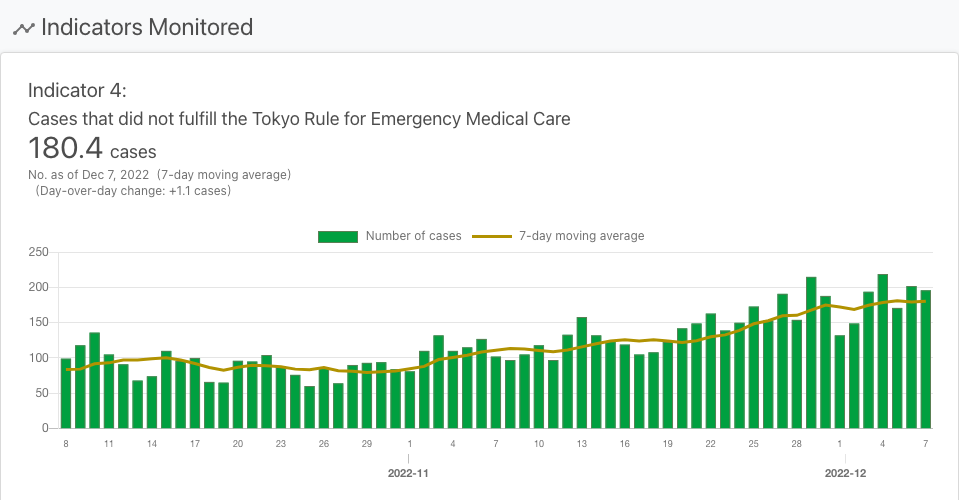 Indicators Monitored
Indicator 4:
Cases that did not fulfill the Tokyo Rule for Emergency Medical Care
180.4 cases
No. as of Dec 7, 2022 (7-day moving average)
(Day-over-day change: +1.1 cases)
Number of cases 7-day moving average
250
200
150
100
50
0
8 11 14 17 20 23 26 29 1 4 7 10 13 16 19 22 25 28 1 4 7
2022-11 2022-12